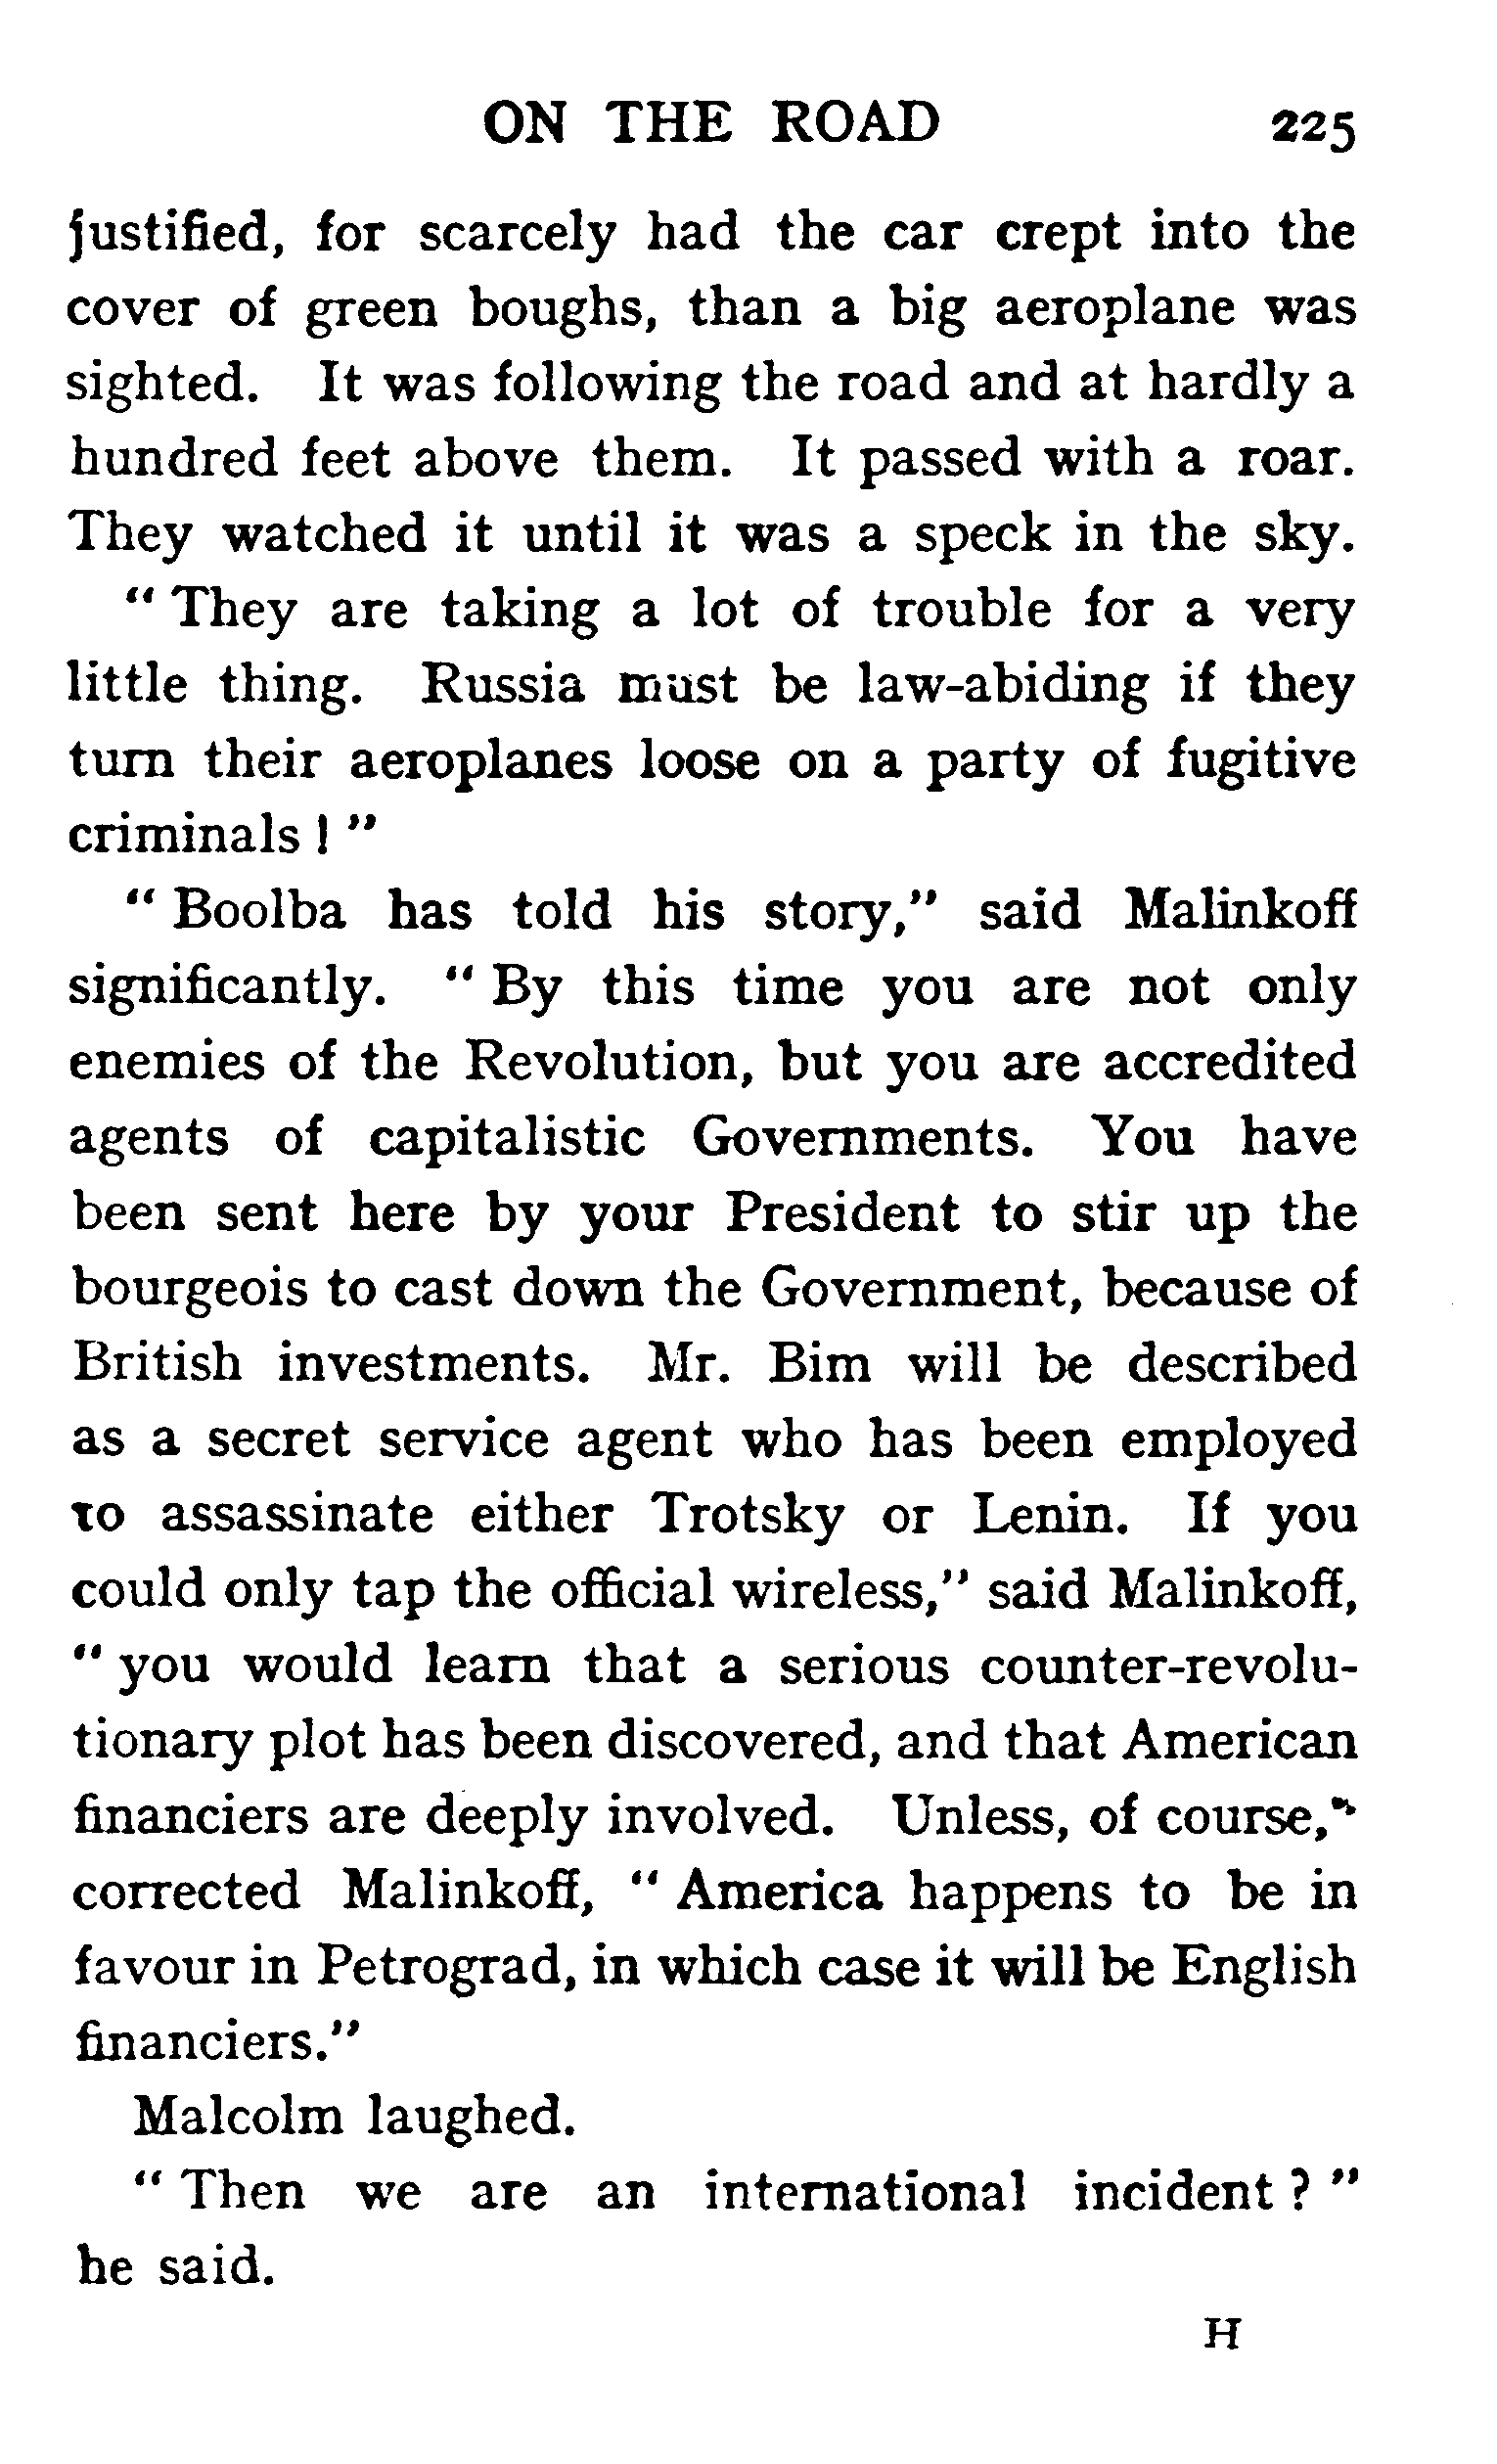 ON THE ROAD 225
justified, for scarcely had the car crept into the
cover of green boughs, than a big aeroplane was
sighted. It was following the road and at hardly a
hundred feet above them. It passed with a roar.
They watched it until it was a speck in the sky.
" They are taking a lot of trouble for a very
little thing. Russia must be law-abiding if they
turn their aeroplanes loose on a party of fugitive
criminals ! "
" Boolba has told his story," said Malinkoff
significantly. " By this time you are not only
enemies of the Revolution, but you are accredited
agents of capitalistic Governments. You have
been sent here by your President to stir up the
bourgeois to cast down the Government, because of
British investments. Mr. Bim will be described
as a secret service agent who has been employed
to assassinate either Trotsky or Lenin. If you
could only tap the official wireless," said Malinkoff,
" you would learn that a serious counter-revolu-
tionary plot has been discovered, and that American
financiers are deeply involved. Unless, of course,"
corrected Malinkoff, " America happens to be in
favour in Petrograd, in which case it will be English
financiers."
Malcolm laughed.
" Then we are an international incident ? "
he said.
H